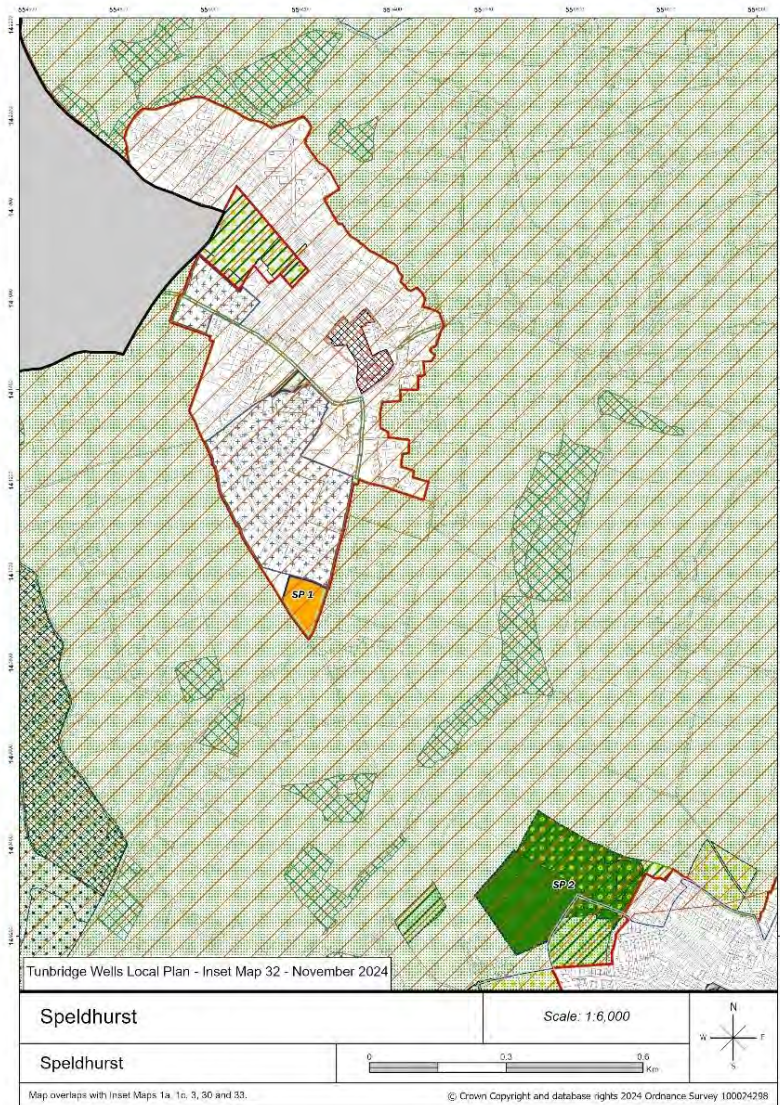 SP 1
SP 2
Tunbridge Wells Local Plan - Inset Map 32 - November 2024
Speldhurst
Scale: 1:6,000
N
W
E
S
Speldhurst
0
0.3
0.6
Km
Map overlaps with Inset Maps 1a, 1c, 3, 30 and 33.
© Crown Copyright and database rights 2024 Ordnance Survey 100024298